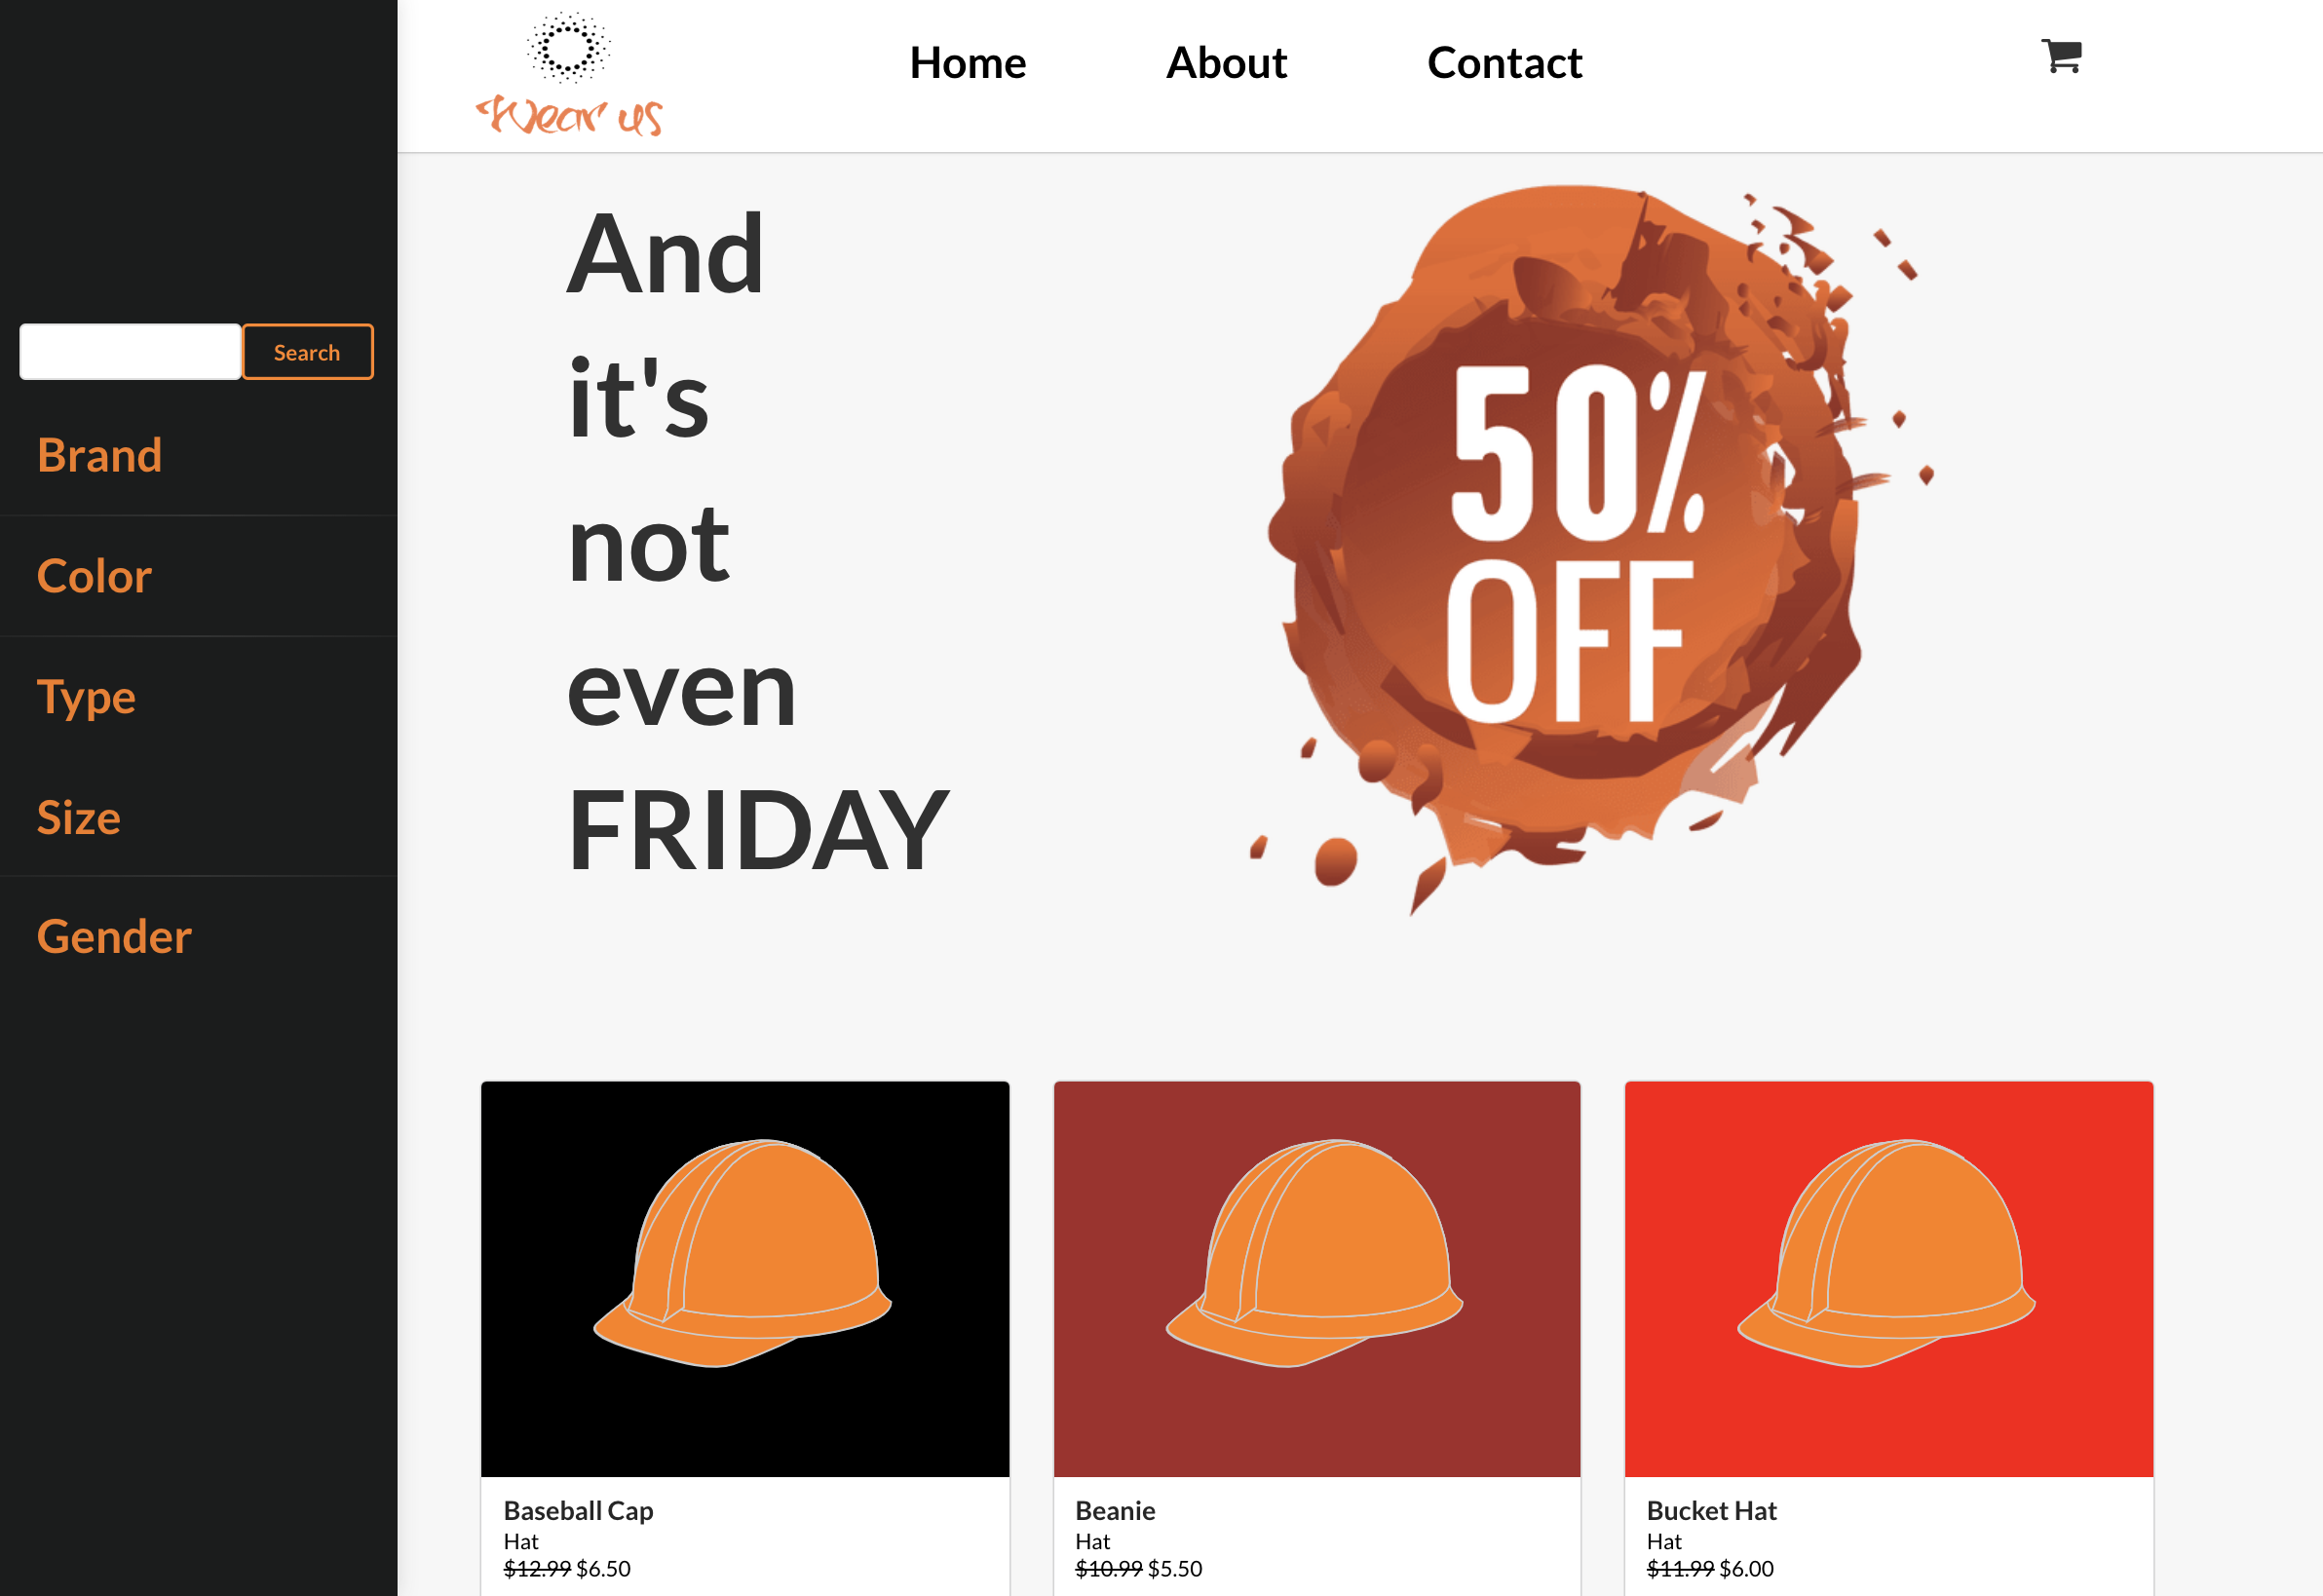 Wear us
Home
About
Contact
Search
Brand
Color
Type
Size
Gender
And
it's
not
even
FRIDAY
50%
OFF
Baseball Cap
Hat
$12.99 $6.50
Beanie
Hat
$10.99 $5.50
Bucket Hat
Hat
$11.99 $6.00